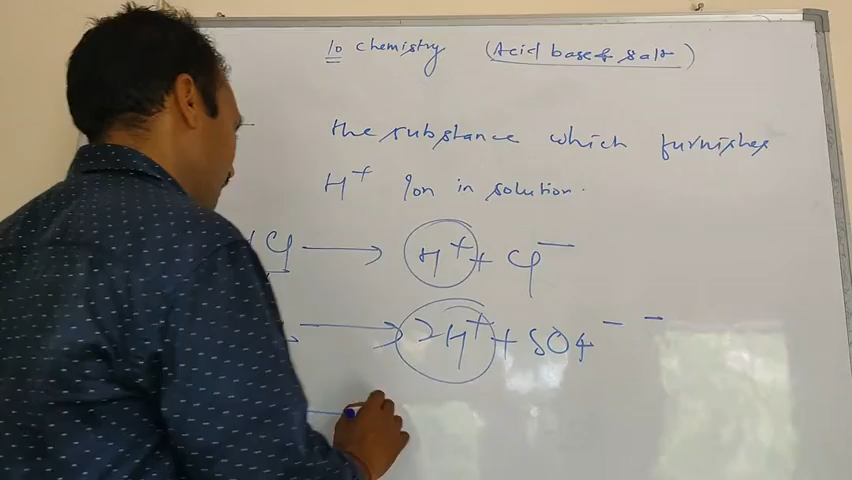 10 chemistry (Acid base & salt)
the substance which furnishes
H⁺ Ion in solution.
Cl → H⁺ + Cl⁻
→ 2H⁺ + SO4⁻ ⁻